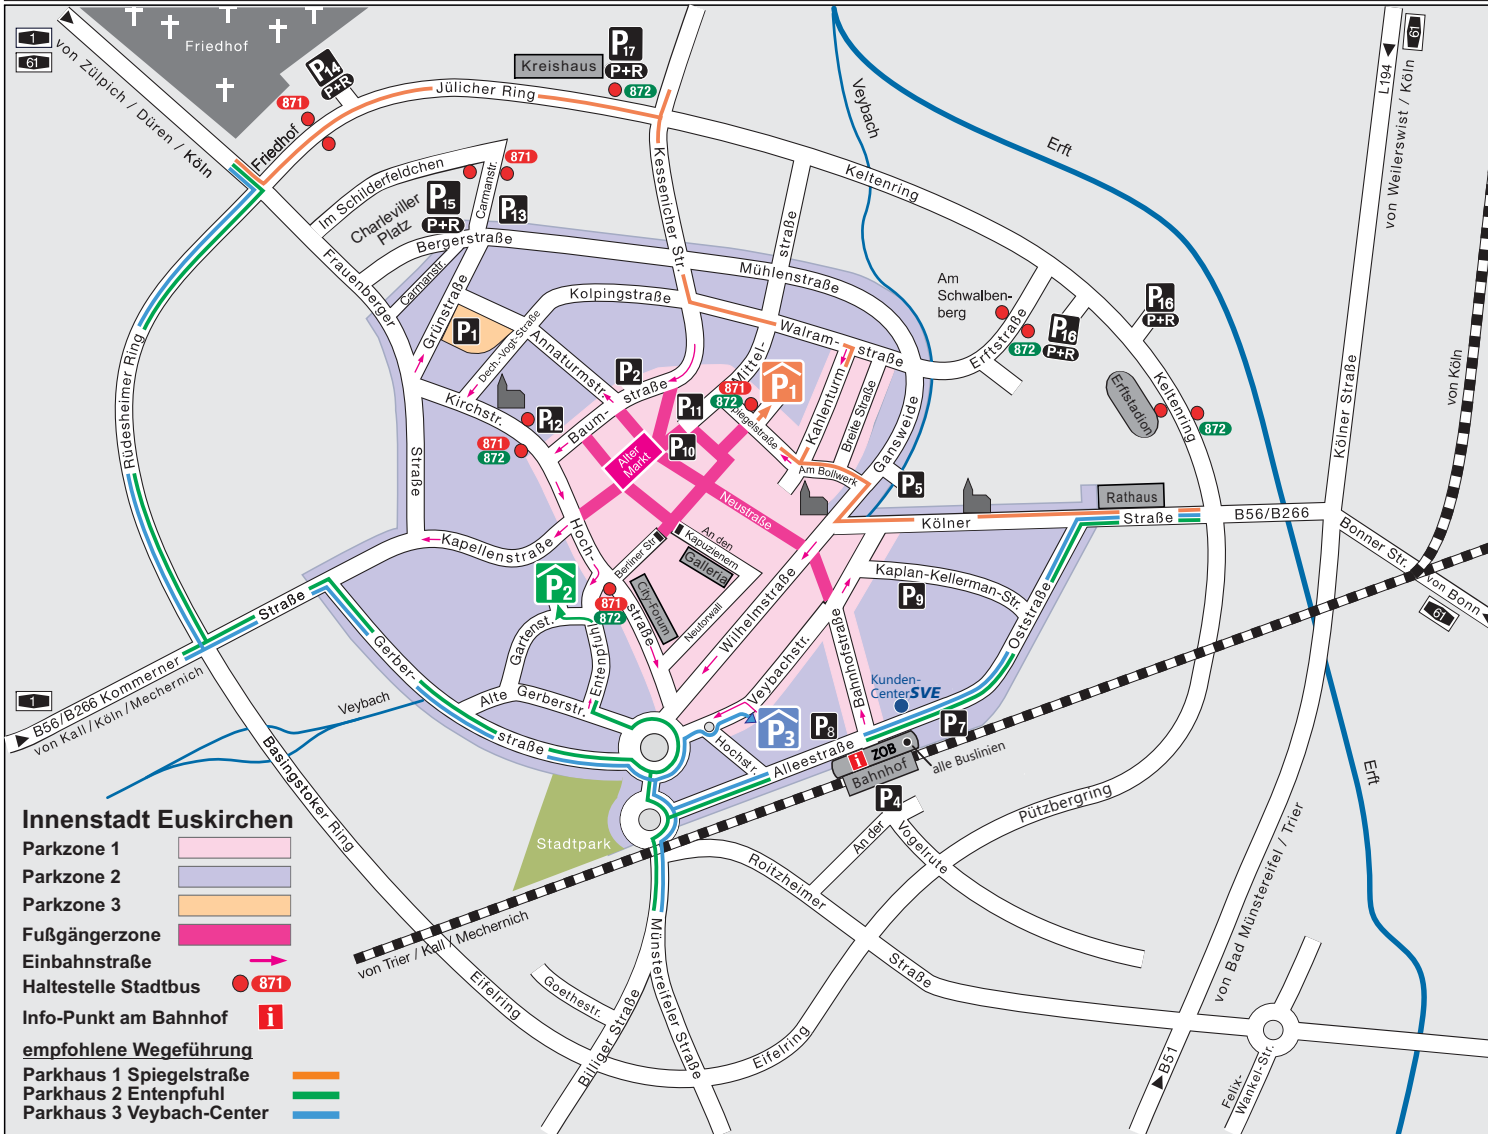 1
61
von Zülpich / Düren / Köln
Friedhof
P14
P+R
871
Friedhof
Kreishaus
P17
P+R
872
Jülicher Ring
Veybach
Erft
L194
61
von Weilerswist / Köln
Keltenring
Kessenicher Str.
straße
Im Schilderfeldchen
871
Carmanstr.
P15
P+R
P13
Charleviller
Platz
Bergerstraße
Frauenberger
Carmanstr.
Grünstraße
Mühlenstraße
Kolpingstraße
Am
Schwalben-
berg
P16
P+R
P16
P+R
872
Erftstraße
P1
Dech.-Vogt-Straße
Annaturmstr.
Walram-
straße
Mittel-
P2
straße
Baum-
P1
871
872
Spiegelstraße
P11
P10
Kahlenturm
Breite Straße
Gansweide
Erftstadion
Keltenring
872
Kölner Straße
von Köln
Rüdesheimer Ring
Kirchstr.
P12
871
872
Alter
Markt
Straße
Am Bollwerk
P5
Rathaus
Neustraße
Kölner
Straße
B56/B266
Bonner Str.
von Bonn
61
Kapellenstraße
Hoch-
Berliner Str.
An den
Kapuzienern
Galleria
Kaplan-Kellerman-Str.
P9
Oststraße
P2
871
872
City-Forum
straße
Neutorwall
Wilhelmstraße
Bahnhofstraße
Veybachstr.
Straße
Gartenst.
Entenpfuhl
Gerber-
Alte
Gerberstr.
straße
Kunden-
CenterSVE
P3
P8
P7
1
B56/B266 Kommerner
von Kall / Köln / Mechernich
Veybach
Hochstr.
Alleestraße
ZOB
i
Bahnhof
alle Buslinien
P4
An der
Vogelrute
Pützbergring
Erft
Basingstoker Ring
Stadtpark
Roitzheimer
Straße
von Trier / Kall / Mechernich
Eifelring
Goethestr.
Billiger Straße
Münstereifeler Straße
Eifelring
von Bad Münstereifel / Trier
B51
Felix-
Wankel-Str.
Innenstadt Euskirchen
Parkzone 1
Parkzone 2
Parkzone 3
Fußgängerzone
Einbahnstraße
Haltestelle Stadtbus 871
Info-Punkt am Bahnhof i
empfohlene Wegeführung
Parkhaus 1 Spiegelstraße
Parkhaus 2 Entenpfuhl
Parkhaus 3 Veybach-Center